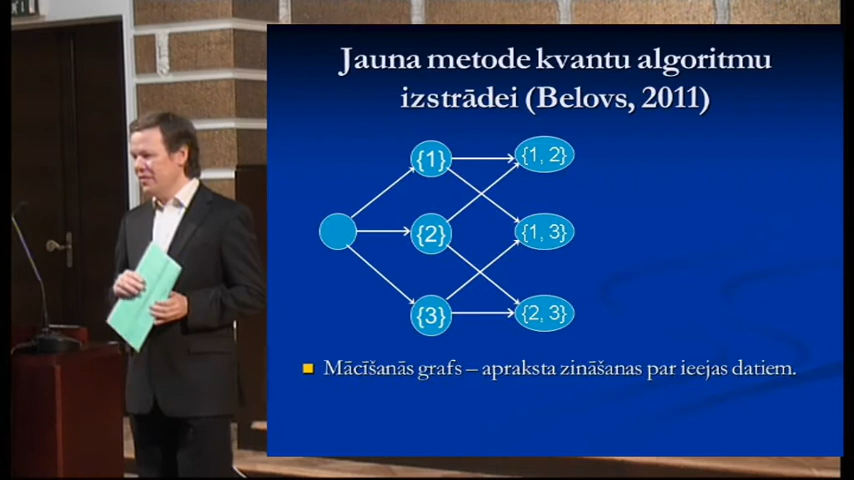 Jauna metode kvantu algoritmu
izstrādei (Belovs, 2011)
{1}
{1, 2}
{2}
{1, 3}
{3}
{2, 3}
Mācīšanās grafs – apraksta zināšanas par ieejas datiem.